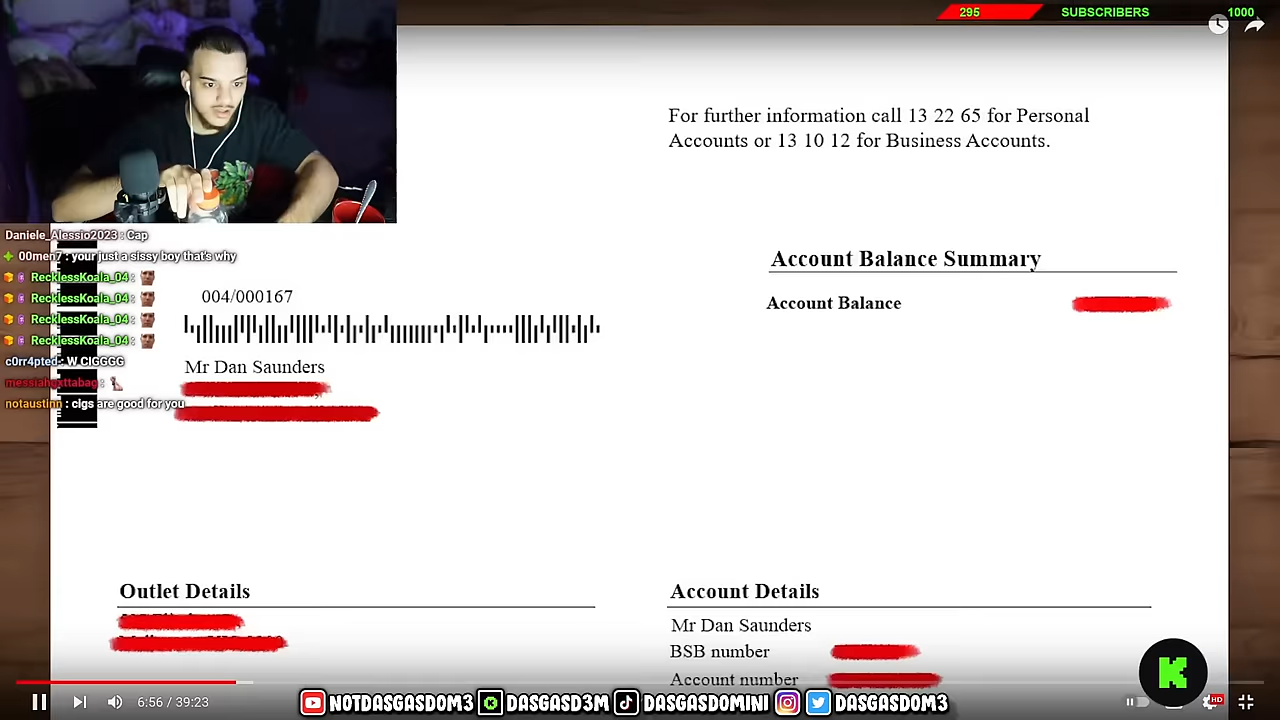 295
SUBSCRIBERS
1000
For further information call 13 22 65 for Personal
Accounts or 13 10 12 for Business Accounts.
Daniele_Alessio2023 : Cap
00men7 : your just a sissy boy that's why
RecklessKoala_04 :
RecklessKoala_04 :
RecklessKoala_04 :
RecklessKoala_04 :
c0rr4pted : W CIGGGG
messiahgxttabag :
notaustinn : cigs are good for you
004/000167
Mr Dan Saunders
Account Balance Summary
Account Balance
Outlet Details
Account Details
Mr Dan Saunders
BSB number
Account number
K
6:56 / 39:23
NOTDASGASDOM3
K
DASGASD3M
DASGASDOMINI
DASGASDOM3
HD